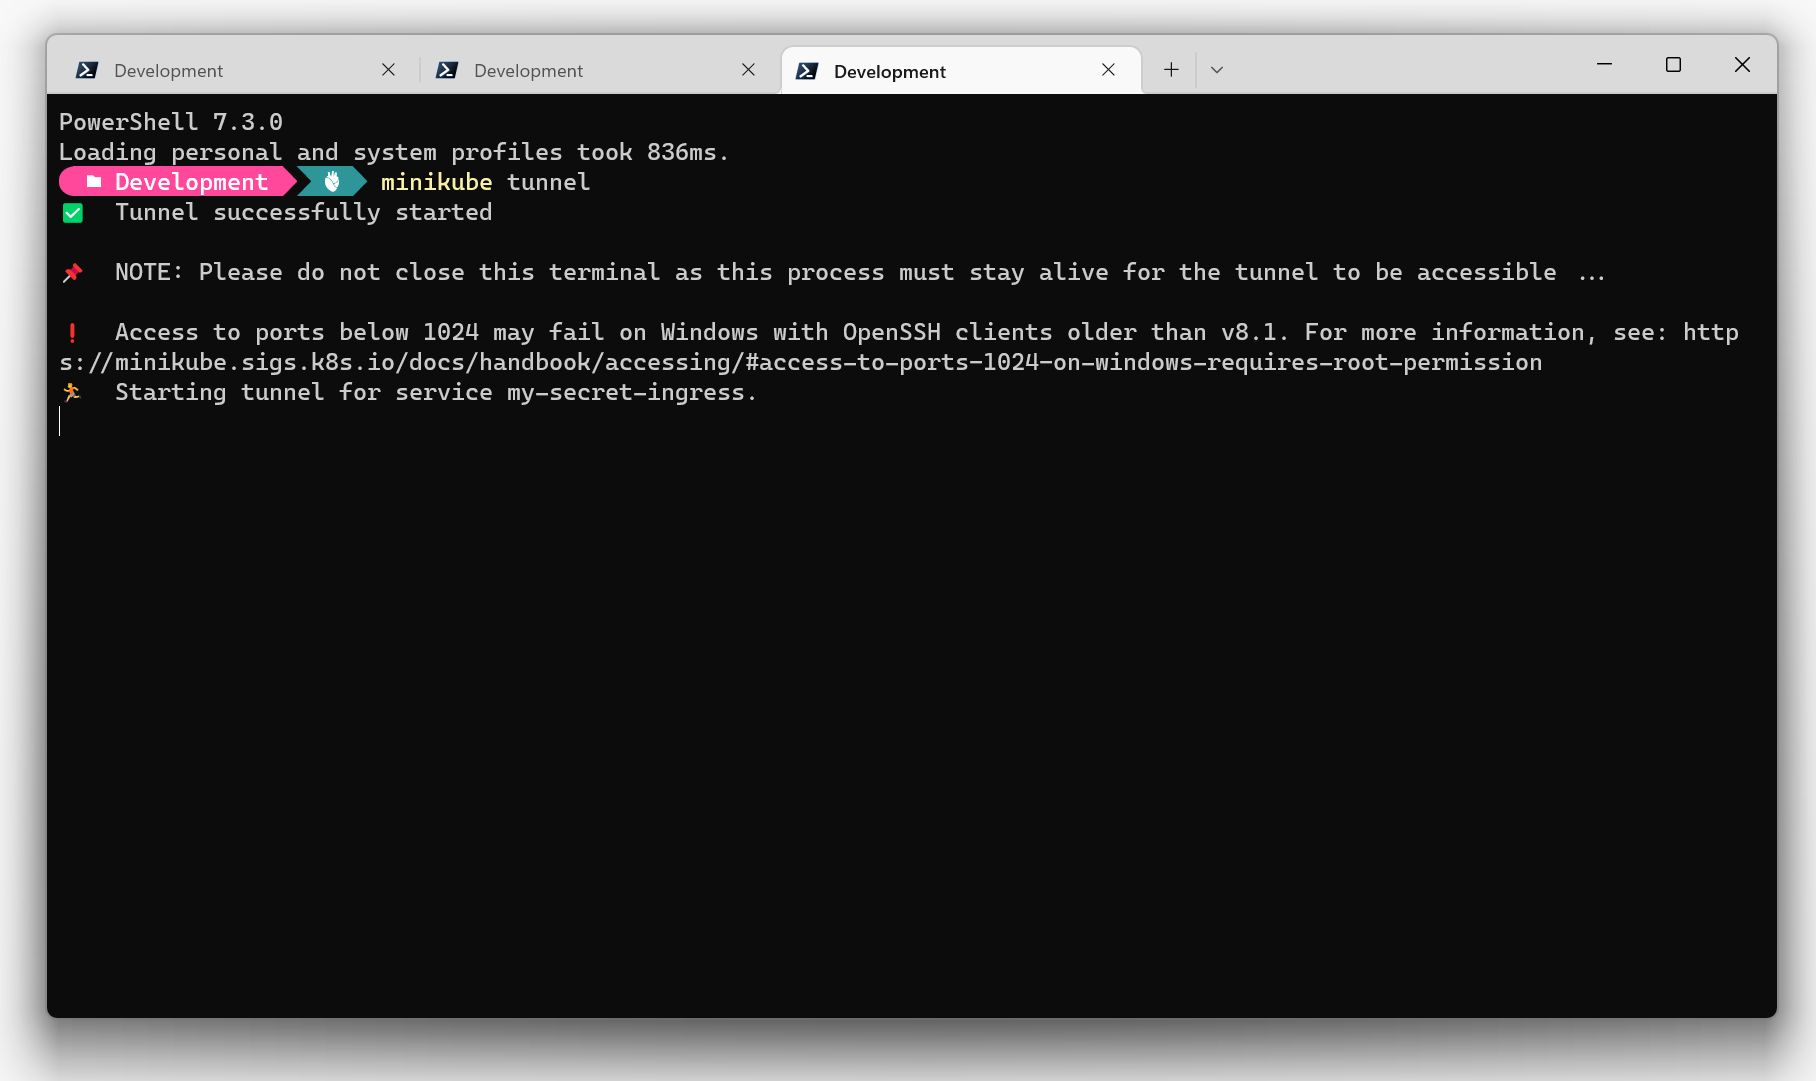 Development
Development
Development
PowerShell 7.3.0
Loading personal and system profiles took 836ms.
Development minikube tunnel
✅ Tunnel successfully started
📌 NOTE: Please do not close this terminal as this process must stay alive for the tunnel to be accessible ...
❗ Access to ports below 1024 may fail on Windows with OpenSSH clients older than v8.1. For more information, see: http
s://minikube.sigs.k8s.io/docs/handbook/accessing/#access-to-ports-1024-on-windows-requires-root-permission
🏃 Starting tunnel for service my-secret-ingress.